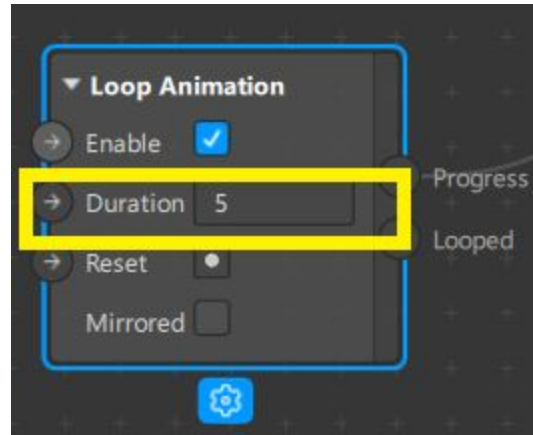 Loop Animation
Enable
Progress
Duration 5
Looped
Reset
Mirrored